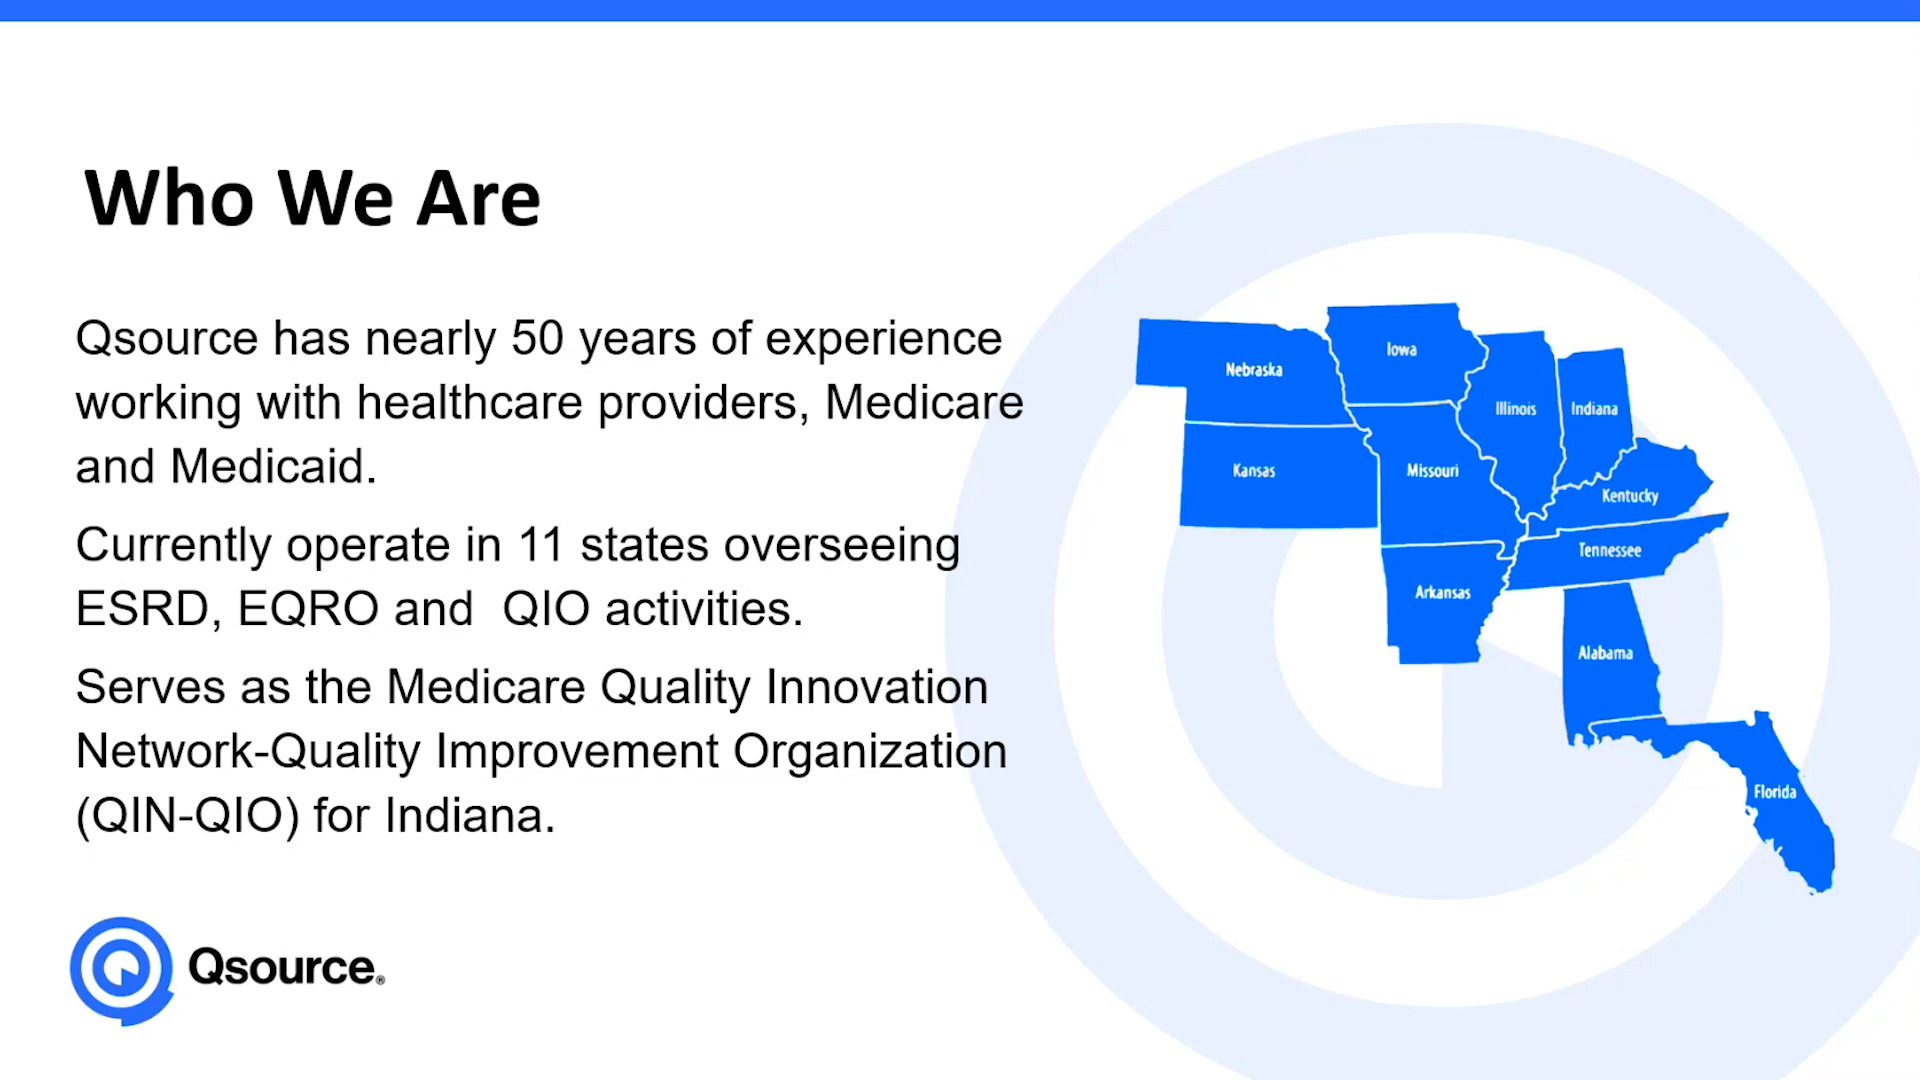 Who We Are
Qsource has nearly 50 years of experience
working with healthcare providers, Medicare
and Medicaid.
Currently operate in 11 states overseeing
ESRD, EQRO and  QIO activities.
Serves as the Medicare Quality Innovation
Network-Quality Improvement Organization
(QIN-QIO) for Indiana.
Qsource®
Iowa
Nebraska
Illinois
Indiana
Kansas
Missouri
Kentucky
Tennessee
Arkansas
Alabama
Florida